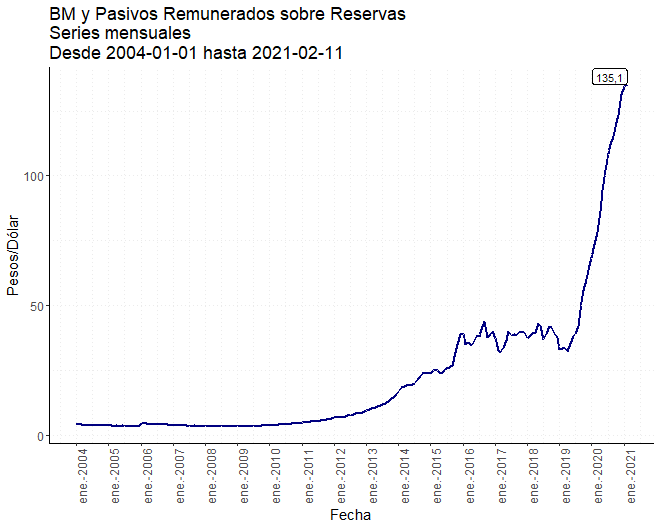 BM y Pasivos Remunerados sobre Reservas
Series mensuales
Desde 2004-01-01 hasta 2021-02-11
135,1
100
50
0
Pesos/Dólar
ene.-2004
ene.-2005
ene.-2006
ene.-2007
ene.-2008
ene.-2009
ene.-2010
ene.-2011
ene.-2012
ene.-2013
ene.-2014
ene.-2015
ene.-2016
ene.-2017
ene.-2018
ene.-2019
ene.-2020
ene.-2021
Fecha